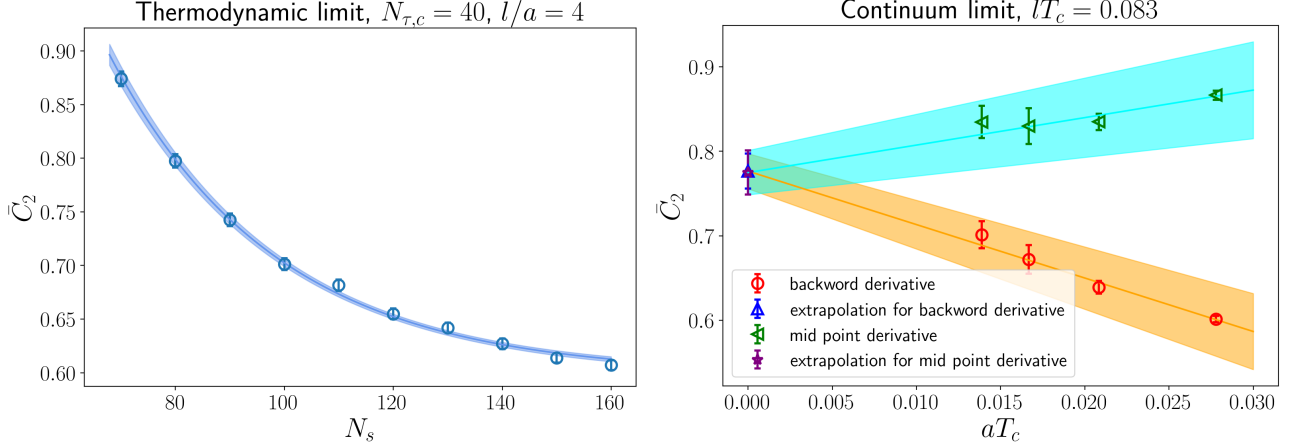 Thermodynamic limit, N_{τ,c} = 40, l/a = 4
0.90
0.85
0.80
0.75
0.70
0.65
0.60
C̄_2
80
100
120
140
160
N_s
Continuum limit, lT_c = 0.083
0.9
0.8
0.7
0.6
C̄_2
backword derivative
extrapolation for backword derivative
mid point derivative
extrapolation for mid point derivative
0.000
0.005
0.010
0.015
0.020
0.025
0.030
aT_c